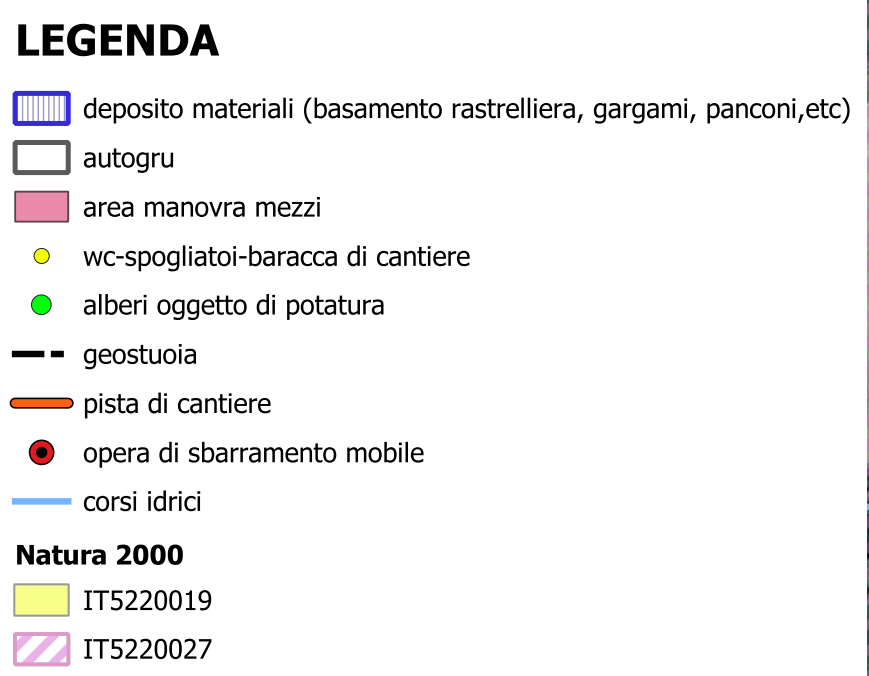 LEGENDA
deposito materiali (basamento rastrelliera, gargami, panconi,etc)
autogru
area manovra mezzi
wc-spogliatoi-baracca di cantiere
alberi oggetto di potatura
geostuoia
pista di cantiere
opera di sbarramento mobile
corsi idrici
Natura 2000
IT5220019
IT5220027